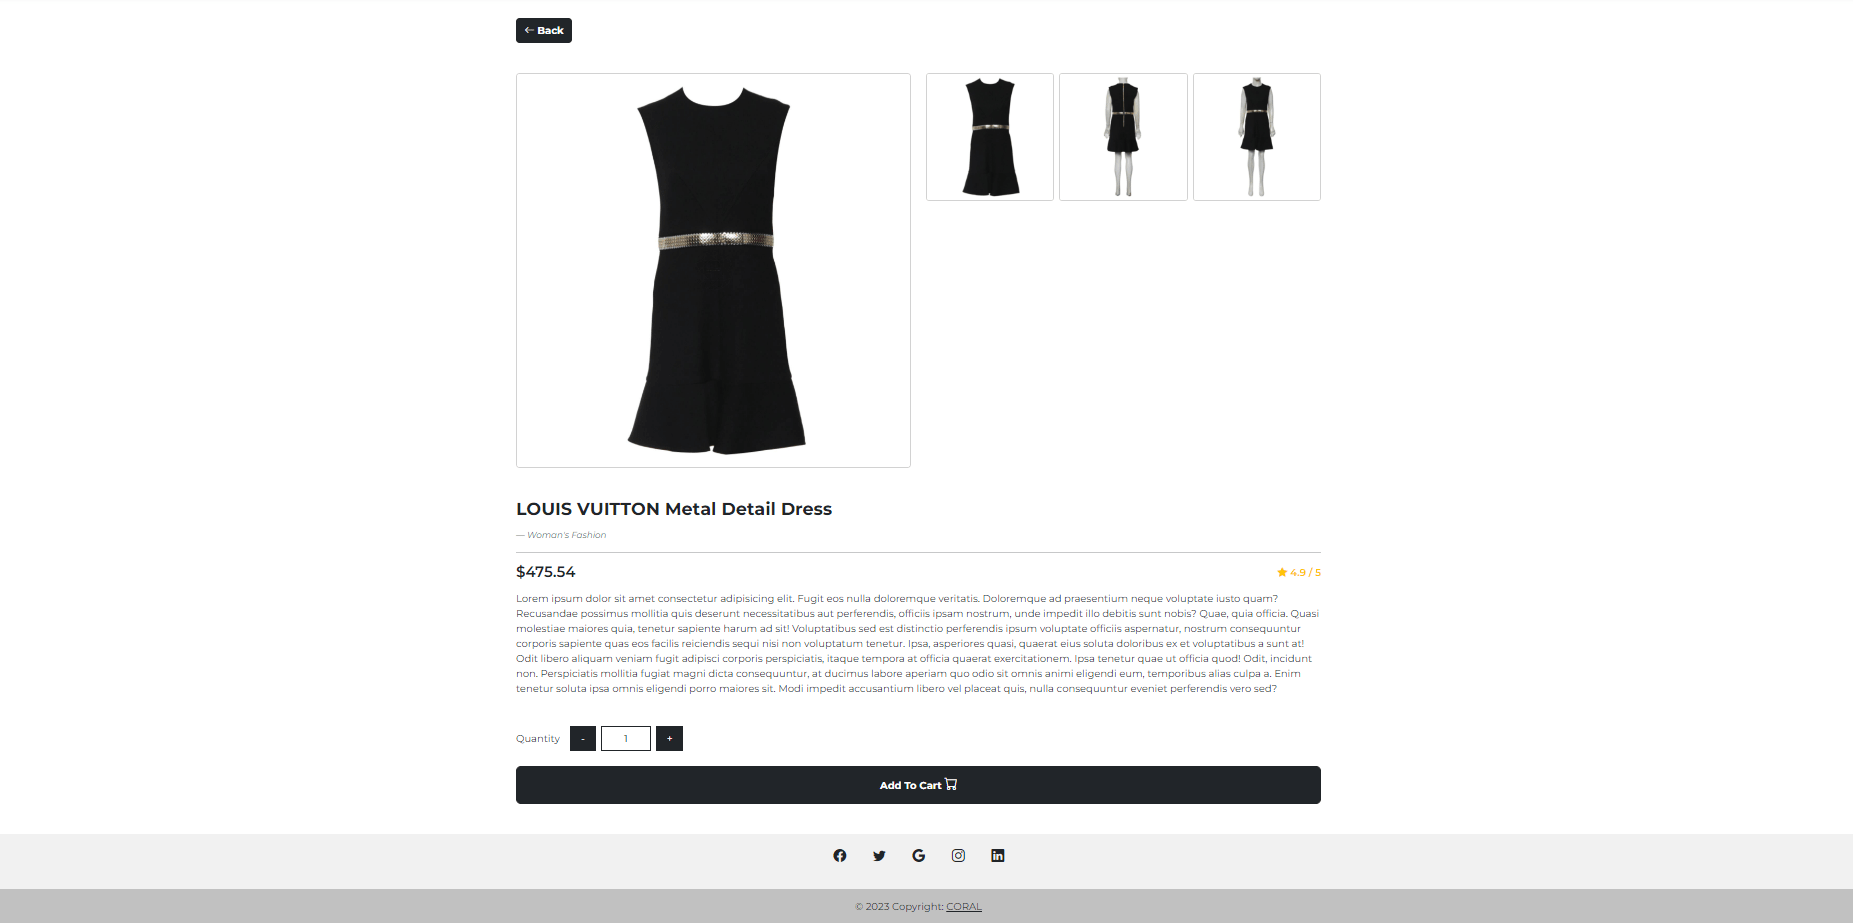 Back
LOUIS VUITTON Metal Detail Dress
— Woman's Fashion
$475.54
4.9 / 5
Lorem ipsum dolor sit amet consectetur adipisicing elit. Fugit eos nulla doloremque veritatis. Doloremque ad praesentium neque voluptate iusto quam?
Recusandae possimus mollitia quis deserunt necessitatibus aut perferendis, officiis ipsam nostrum, unde impedit illo debitis sunt nobis? Quae, quia officia. Quasi
molestiae maiores quia, tenetur sapiente harum ad sit! Voluptatibus sed est distinctio perferendis ipsum voluptate officiis aspernatur, nostrum consequuntur
corporis sapiente quas eos facilis reiciendis sequi nisi non voluptatum tenetur. Ipsa, asperiores quasi, quaerat eius soluta doloribus ex et voluptatibus a sunt at!
Odit libero aliquam veniam fugit adipisci corporis perspiciatis, itaque tempora at officia quaerat exercitationem. Ipsa tenetur quae ut officia quod! Odit, incidunt
non. Perspiciatis mollitia fugiat magni dicta consequuntur, at ducimus labore aperiam quo odio sit omnis animi eligendi eum, temporibus alias culpa a. Enim
tenetur soluta ipsa omnis eligendi porro maiores sit. Modi impedit accusantium libero vel placeat quis, nulla consequuntur eveniet perferendis vero sed?
Quantity - 1 +
Add To Cart
© 2023 Copyright: CORAL